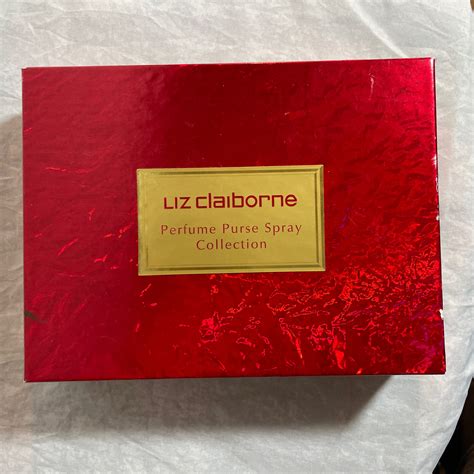 LIZ claiborne
Perfume Purse Spray
Collection